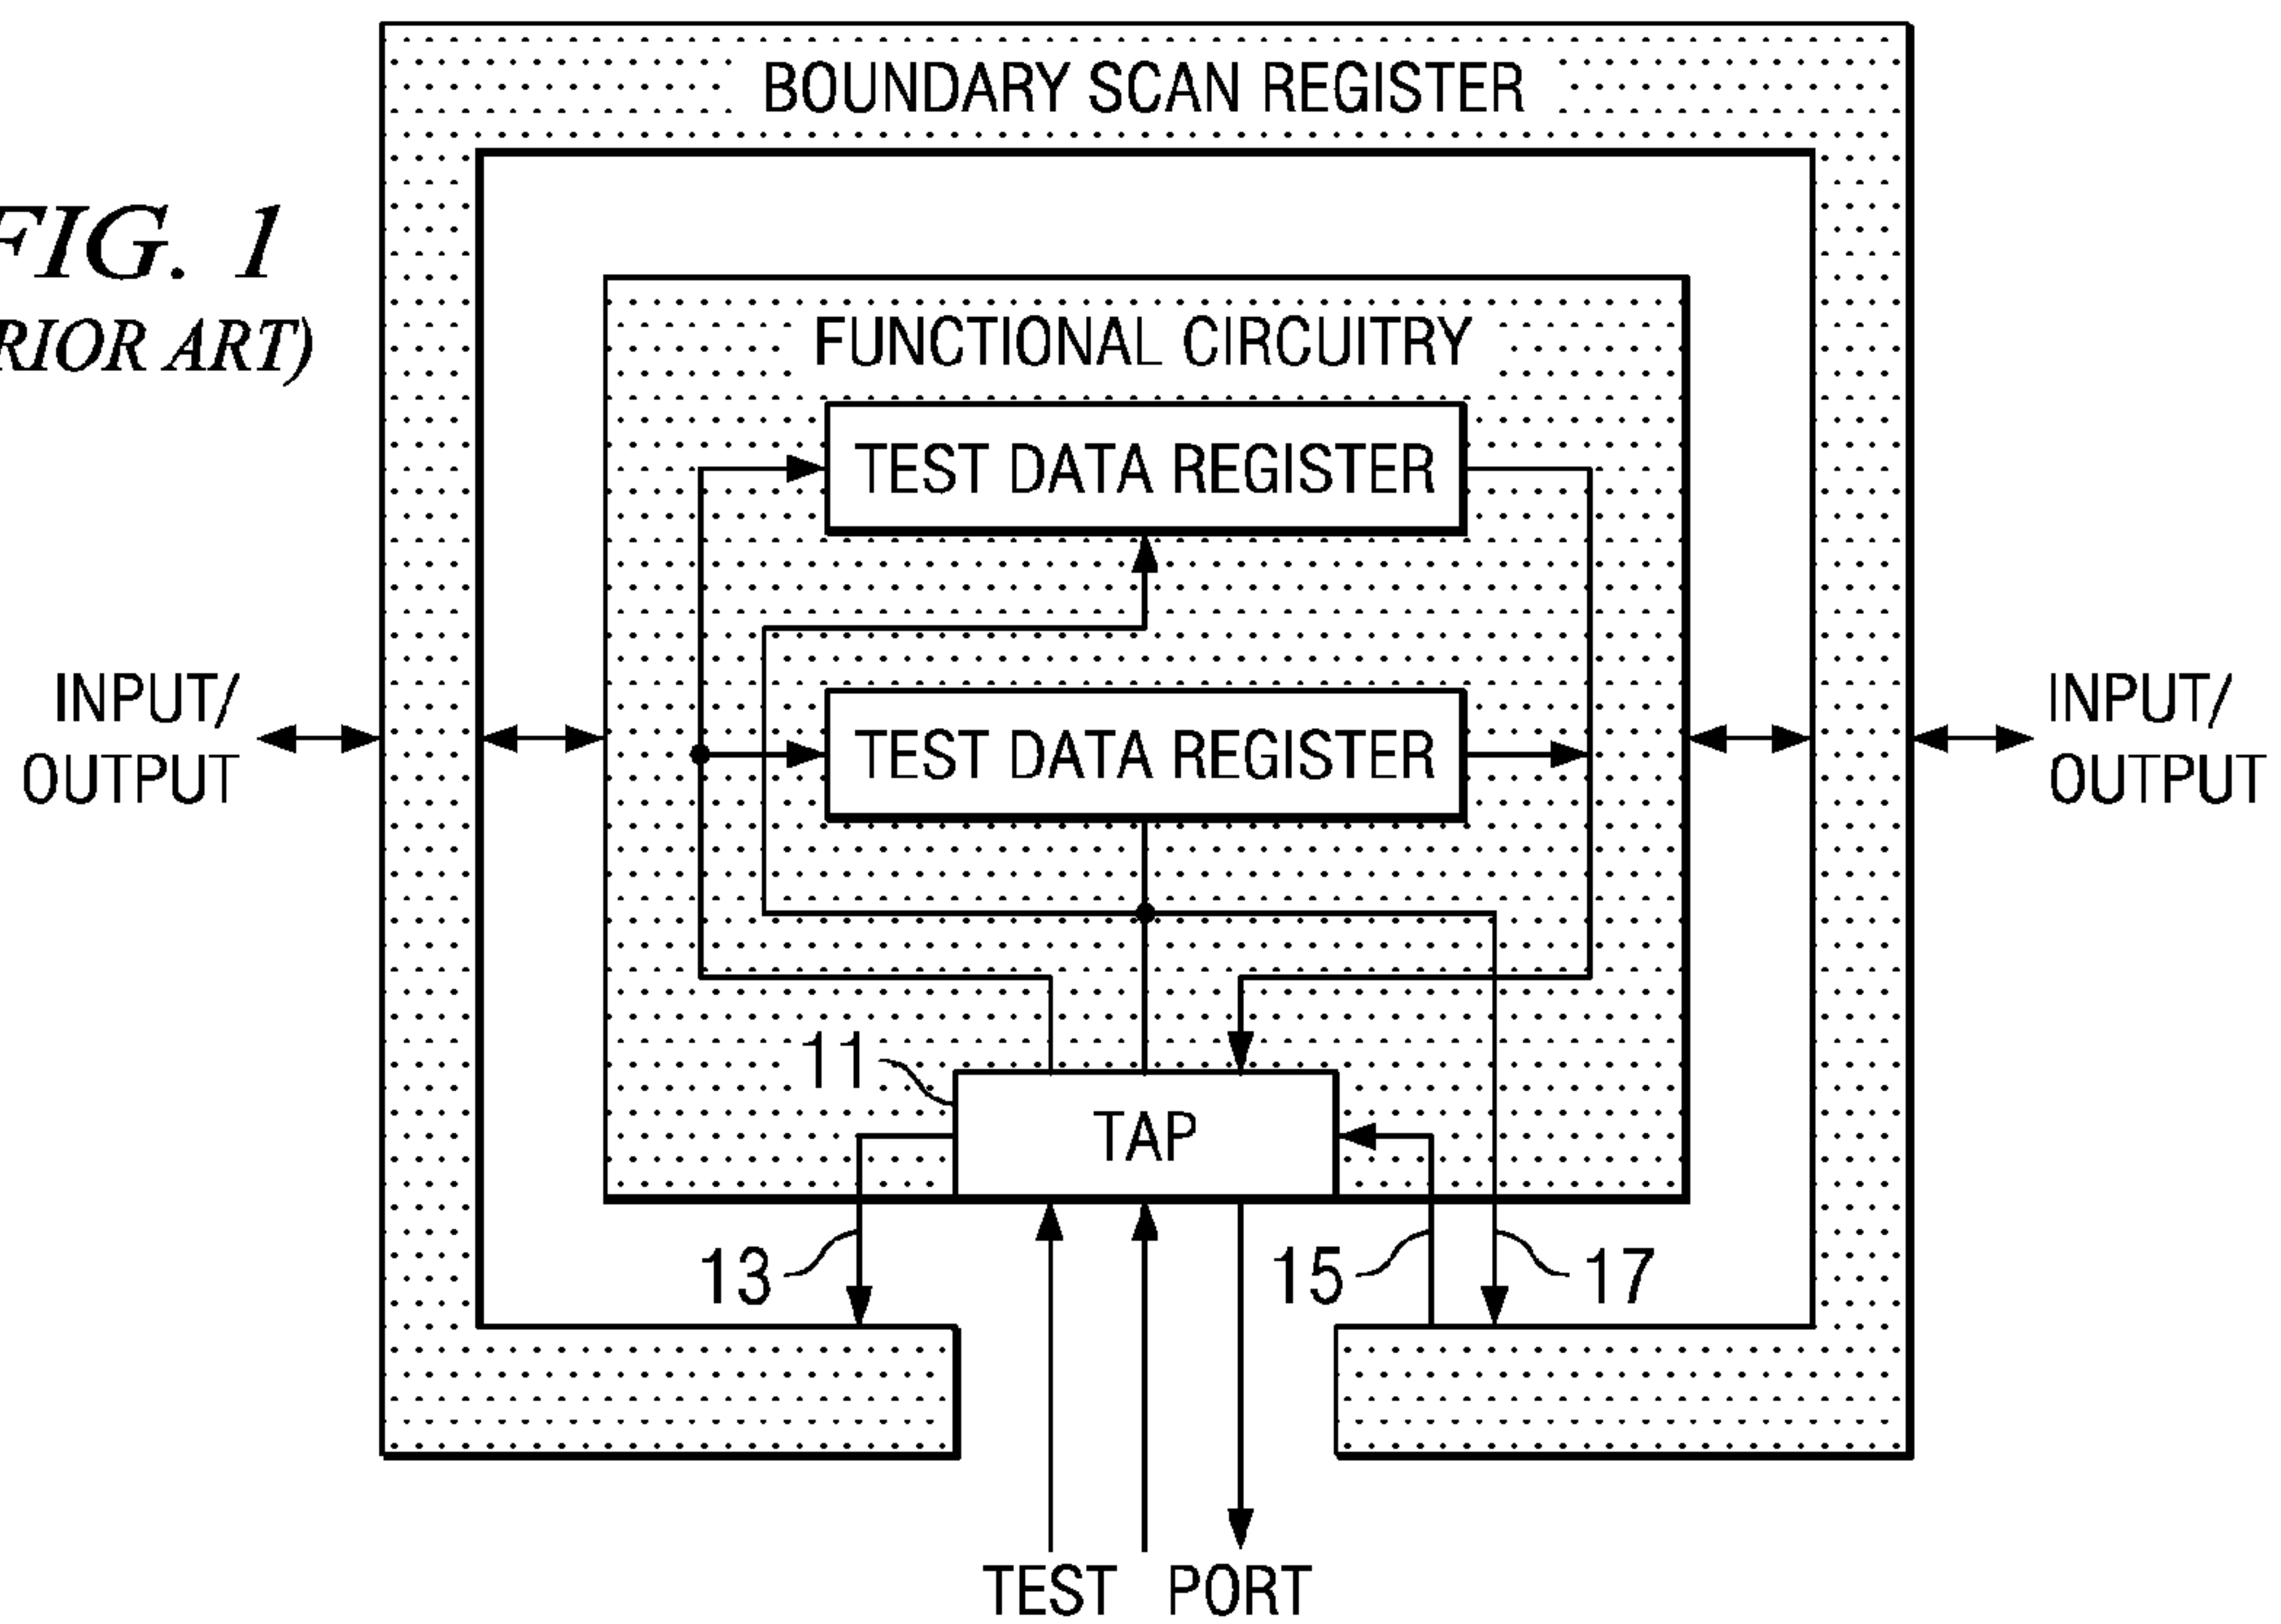 BOUNDARY SCAN REGISTER
FIG. 1
RIOR ART)
FUNCTIONAL CIRCUITRY
TEST DATA REGISTER
INPUT/
OUTPUT
TEST DATA REGISTER
INPUT/
OUTPUT
11
TAP
13
15
17
TEST PORT